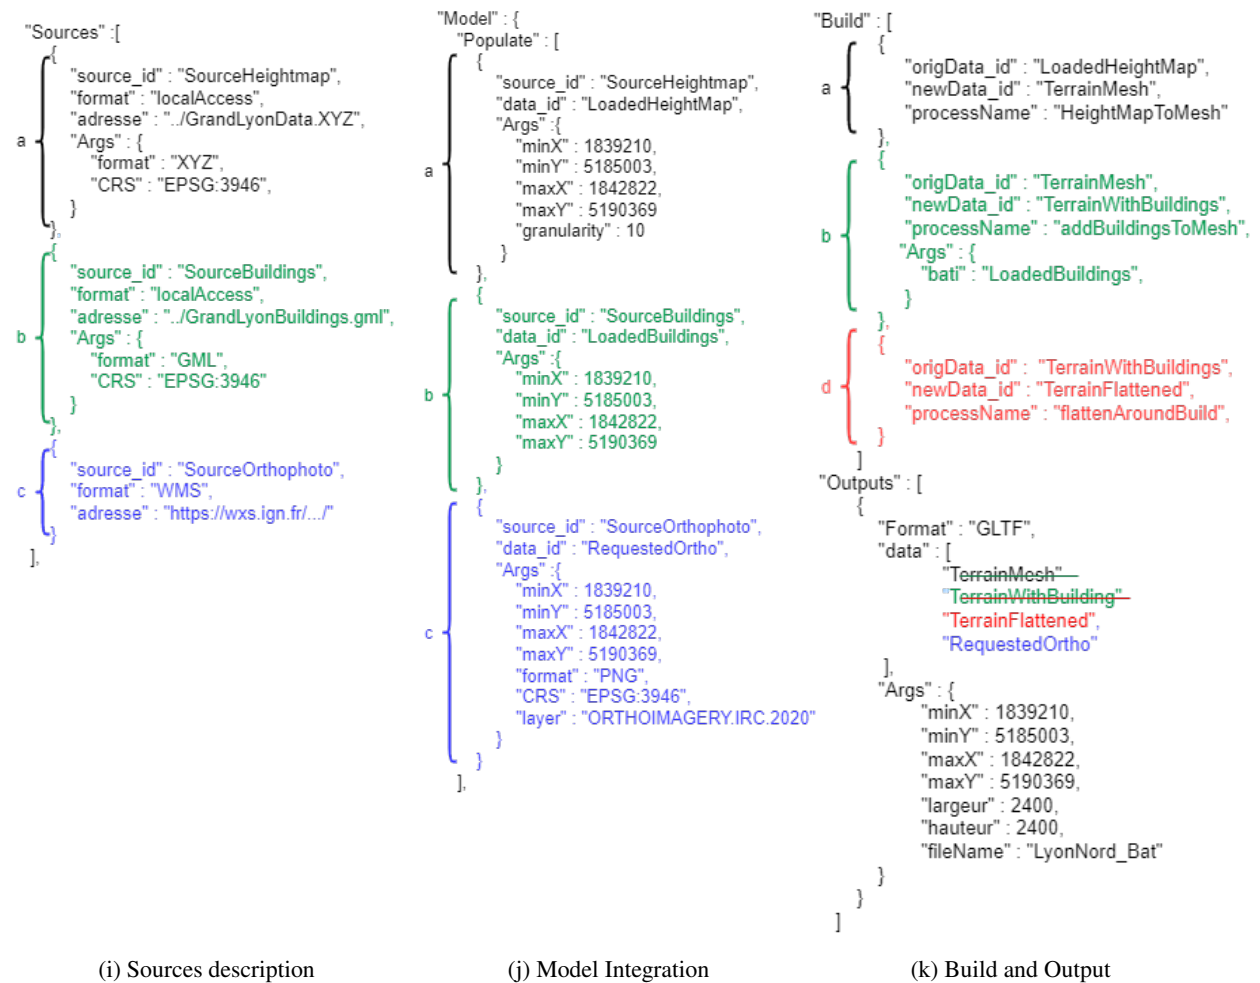 "Sources" :[
{
"source_id" : "SourceHeightmap",
"format" : "localAccess",
"adresse" : "../GrandLyonData.XYZ",
a
"Args" : {
"format" : "XYZ",
"CRS" : "EPSG:3946",
}
},
{
"source_id" : "SourceBuildings",
"format" : "localAccess",
"adresse" : "../GrandLyonBuildings.gml",
b
"Args" : {
"format" : "GML",
"CRS" : "EPSG:3946"
}
},
{
"source_id" : "SourceOrthophoto",
c
"format" : "WMS",
"adresse" : "https://wxs.ign.fr/.../"
}
],
(i) Sources description
"Model" : {
"Populate" : [
{
"source_id" : "SourceHeightmap,
"data_id" : "LoadedHeightMap",
"Args" :{
"minX" : 1839210,
"minY" : 5185003,
a
"maxX" : 1842822,
"maxY" : 5190369
"granularity" : 10
}
},
{
"source_id" : "SourceBuildings",
"data_id" : "LoadedBuildings",
"Args" :{
"minX" : 1839210,
b
"minY" : 5185003,
"maxX" : 1842822,
"maxY" : 5190369
}
},
{
"source_id" : "SourceOrthophoto",
"data_id" : "RequestedOrtho",
"Args" :{
"minX" : 1839210,
"minY" : 5185003,
c
"maxX" : 1842822,
"maxY" : 5190369,
"format" : "PNG",
"CRS" : "EPSG:3946",
"layer" : "ORTHOIMAGERY.IRC.2020"
}
}
],
(j) Model Integration
"Build" : [
{
"origData_id" : "LoadedHeightMap",
a
"newData_id" : "TerrainMesh",
"processName" : "HeightMapToMesh"
},
{
"origData_id" : "TerrainMesh",
"newData_id" : "TerrainWithBuildings",
b
"processName" : "addBuildingsToMesh",
"Args" : {
"bati" : "LoadedBuildings",
}
},
{
"origData_id" : "TerrainWithBuildings",
d
"newData_id" : "TerrainFlattened",
"processName" : "flattenAroundBuild",
}
]
"Outputs" : [
{
"Format" : "GLTF",
"data" : [
"TerrainMesh"
"TerrainWithBuilding"
"TerrainFlattened",
"RequestedOrtho"
],
"Args" : {
"minX" : 1839210,
"minY" : 5185003,
"maxX" : 1842822,
"maxY" : 5190369,
"largeur" : 2400,
"hauteur" : 2400,
"fileName" : "LyonNord_Bat"
}
}
]
(k) Build and Output